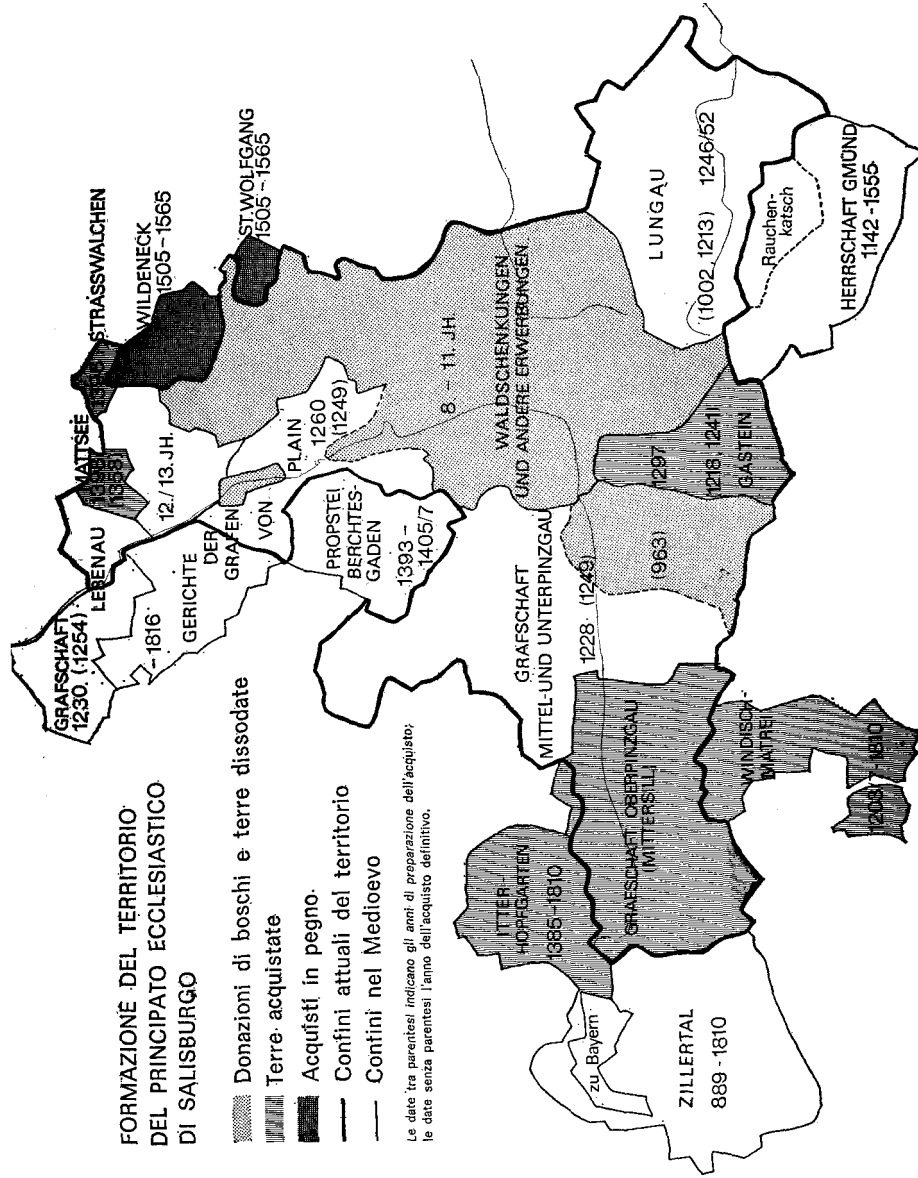 FORMAZIONE DEL TERRITORIO
DEL PRINCIPATO ECCLESIASTICO
DI SALISBURGO
Donazioni di boschi e terre dissodate
Terre acquistate
Acquisti in pegno
Confini attuali del territorio
Contini nel Medioevo
Le date tra parentesi indicano gli anni di preparazione dell'acquisto;
le date senza parentesi l'anno dell'acquisto definitivo.
GRAFSCHAFT
1230 (1254)
LEBENAU
-1816
GERICHTE
DER
GRAFEN
VON
PLAIN
1260
(1249)
MATTSEE
1398
(1358)
12./13. JH.
STRASSWALCHEN
WILDENECK
1505-1565
ST. WOLFGANG
1505-1565
PROPSTEI
BERCHTES-
GADEN
1393-
1405/7
8 - 11. JH.
WALDSCHENKUNGEN
UND ANDERE ERWERBUNGEN
GRAFSCHAFT
MITTEL-UND UNTERPINZGAU
1228 (1249)
(963)
1297
(1218, 1241)
GASTEIN
LUNGAU
(1002, 1213) 1246/52
Rauchen-
katsch
HERRSCHAFT GMÜND
1142-1555
ITTER-
HOPFGARTEN
1385-1810
GRAFSCHAFT OBERPINZGAU
(MITTERSILL)
WINDISCH-
MATREI
1810
zu Bayern
ZILLERTAL
889-1810